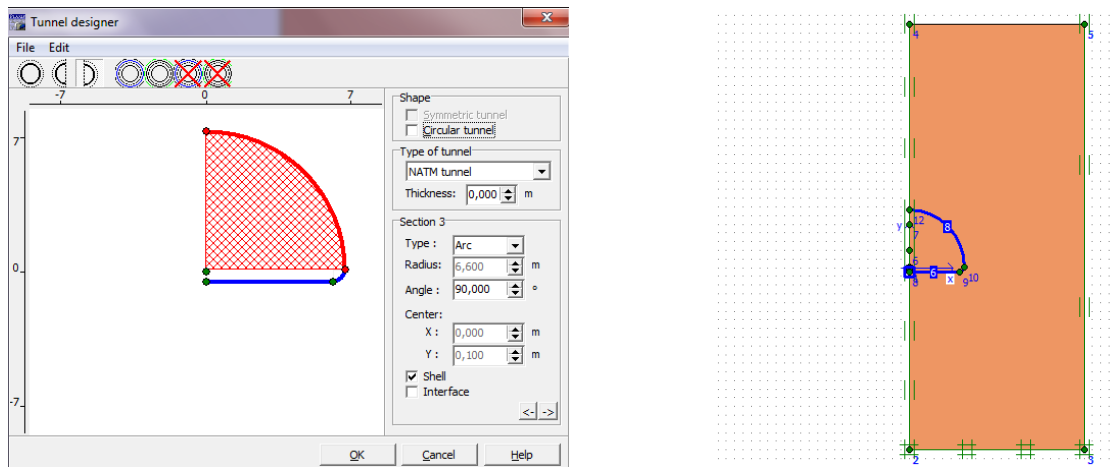 Tunnel designer
File Edit
-7 0 7
7
0
-7
Shape
Symmetric tunnel
Circular tunnel
Type of tunnel
NATM tunnel
Thickness: 0,000 m
Section 3
Type : Arc
Radius: 6,600 m
Angle : 90,000 °
Center:
X : 0,000 m
Y : 0,100 m
Shell
Interface
<- ->
OK Cancel Help
4 5
12
y 7 8
6
6 x 9 10
8
2 3